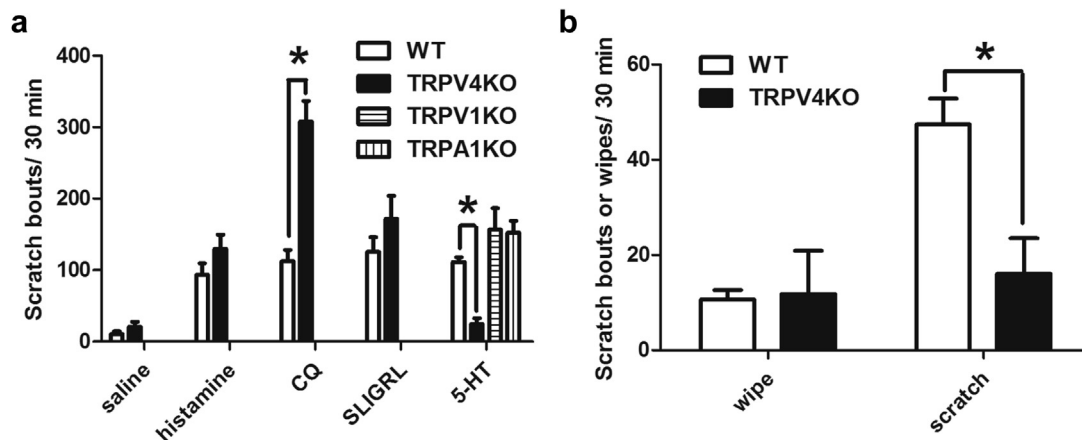 a
Scratch bouts/ 30 min
400
300
200
100
0
*
*
WT
TRPV4KO
TRPV1KO
TRPA1KO
saline
histamine
CQ
SLIGRL
5-HT
b
Scratch bouts or wipes/ 30 min
60
40
20
0
WT
TRPV4KO
*
wipe
scratch